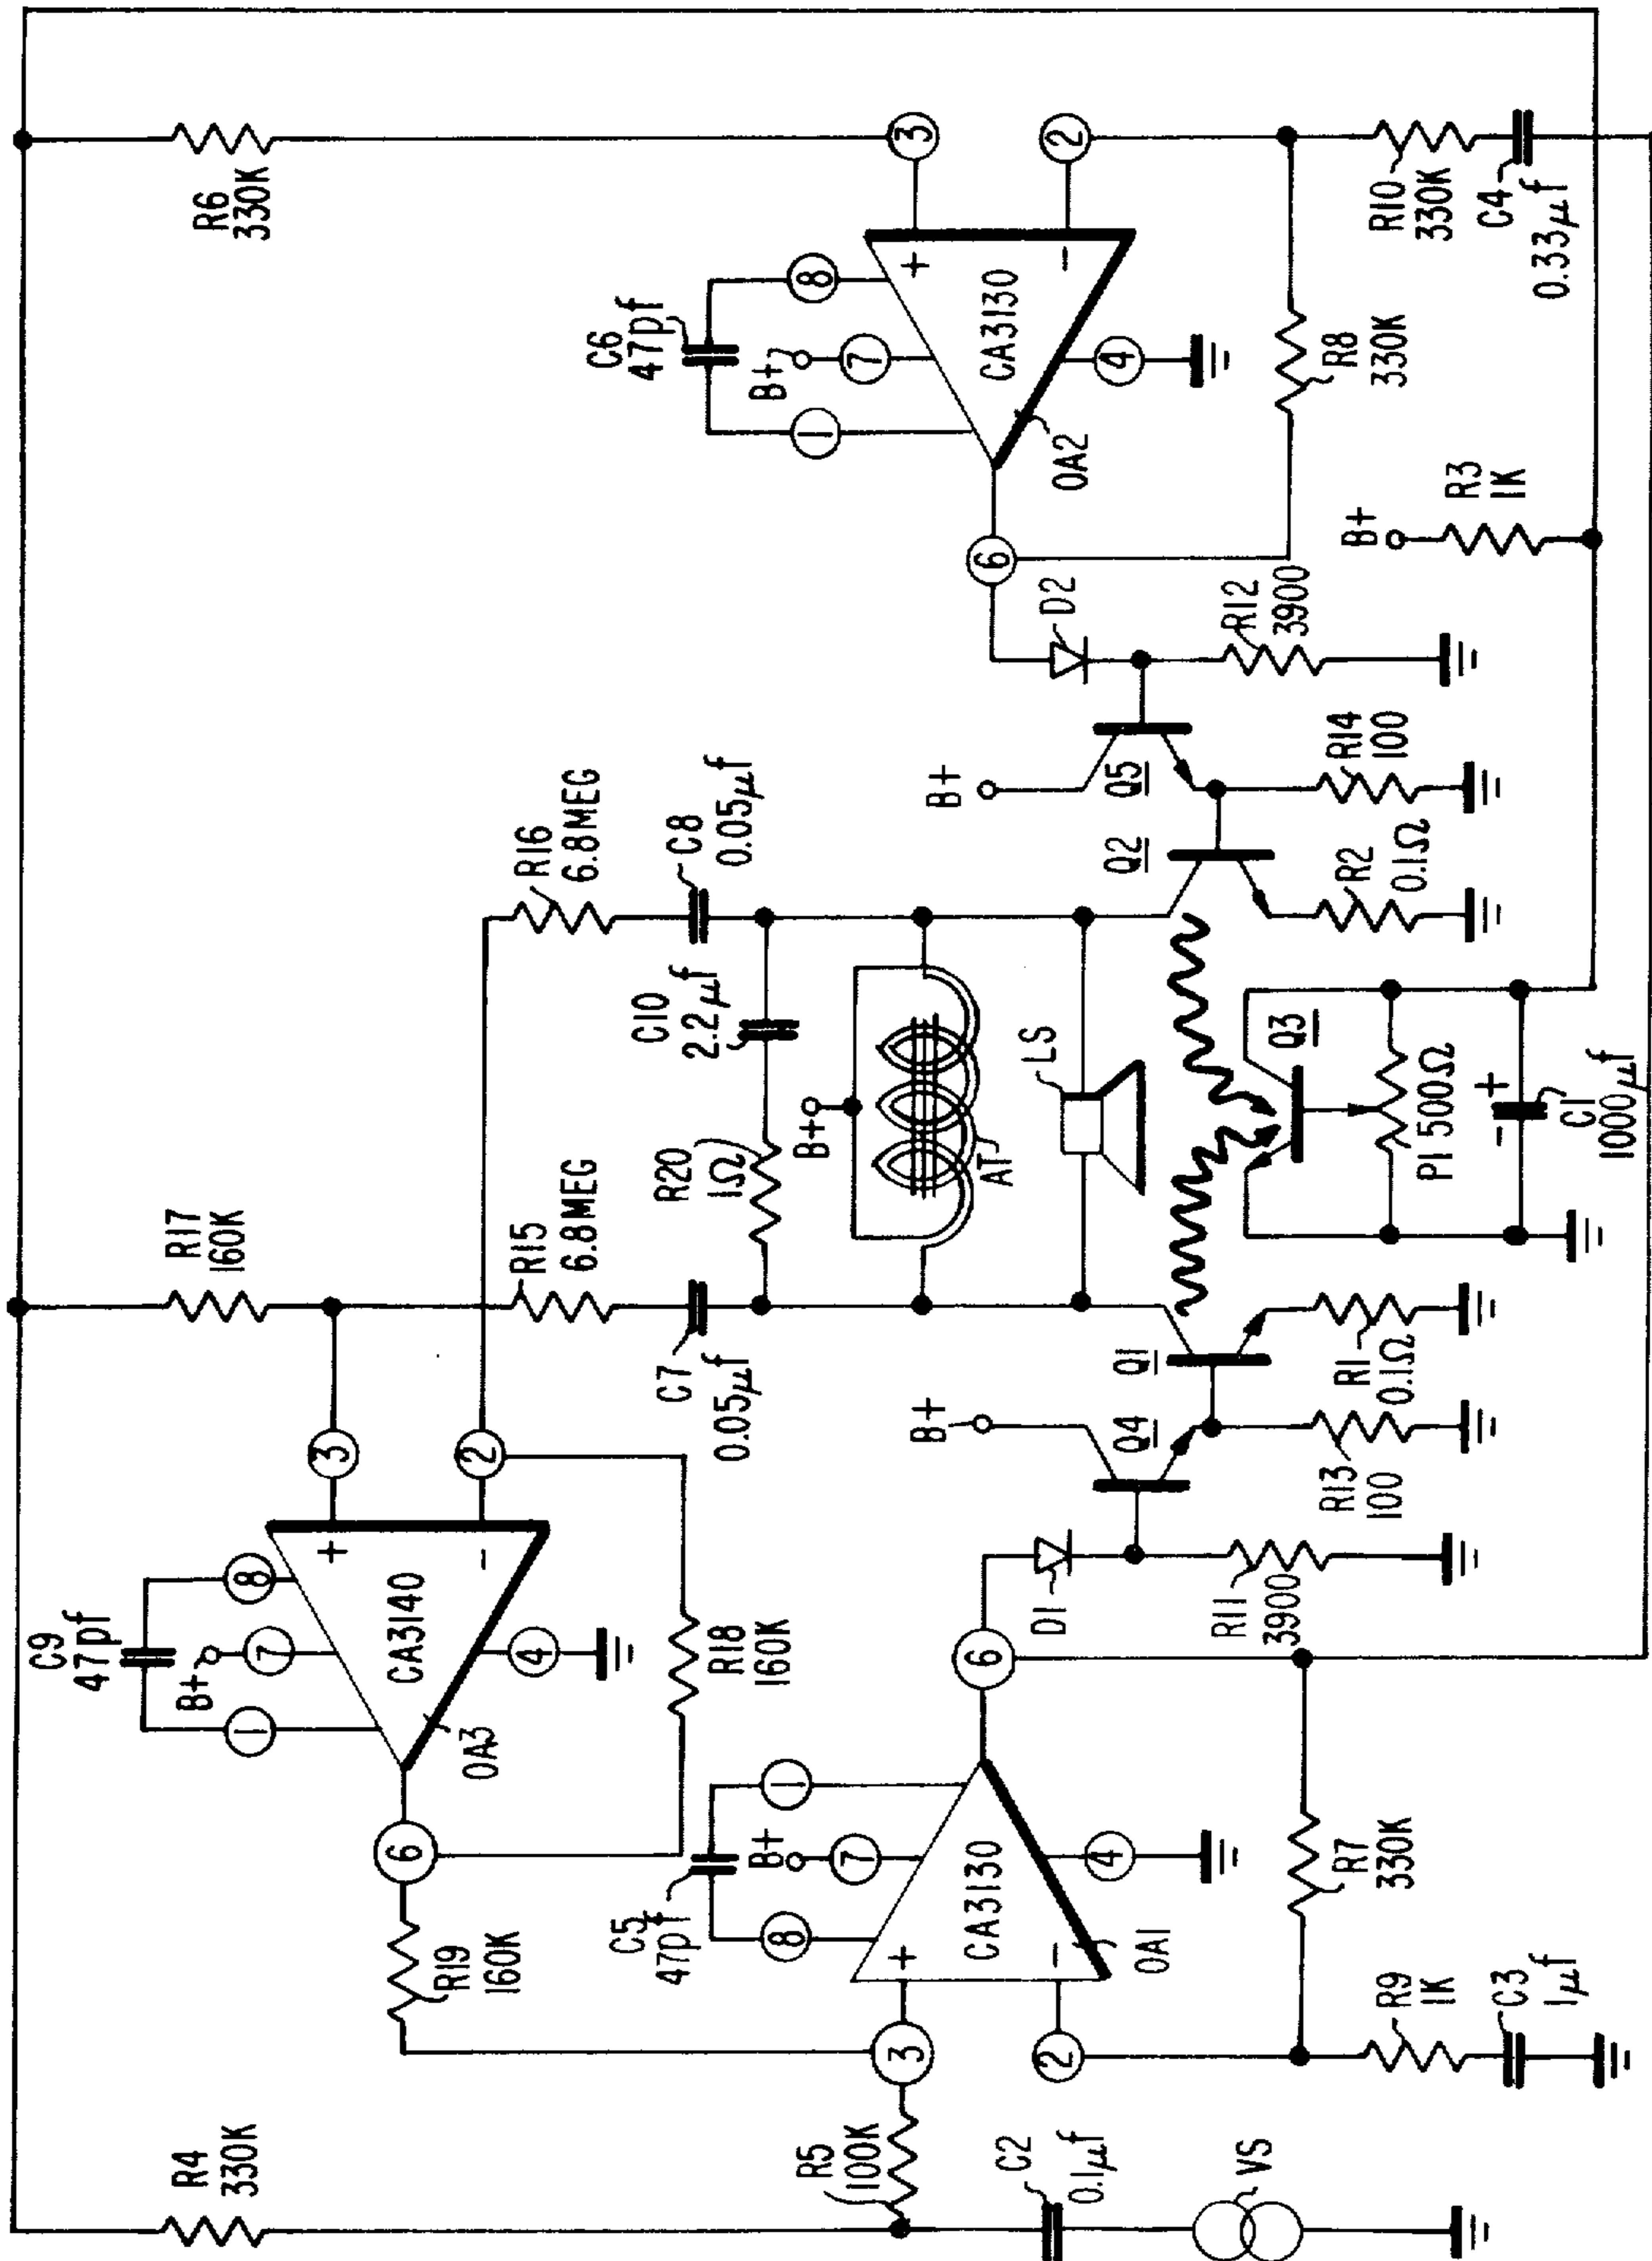 R4
330K
R5
100K
C2
0.1μf
VS
R19
160K
3
2
+
-
CA3130
OA1
8
7
1
4
6
C5
47pf
B+
R9
1K
C3
1μf
R7
330K
C9
47pf
B+
8
7
1
4
6
CA3140
+
-
OA3
3
2
R18
160K
D1
R11
3900
R17
160K
R15
6.8MEG
C7
0.05μf
B+
Q4
R13
100
Q1
R1
0.1Ω
R20
1Ω
C10
2.2μf
B+
AT
LS
R16
6.8MEG
C8
0.05μf
Q3
P1 500Ω
- +
C1
1000μf
B+
Q5
Q2
R14
100
R2
0.1Ω
D2
R12
3900
B+
R3
1K
R6
330K
C6
47pf
B+
8
7
1
4
6
CA3130
+
-
OA2
3
2
R8
330K
R10
330K
C4
0.33μf